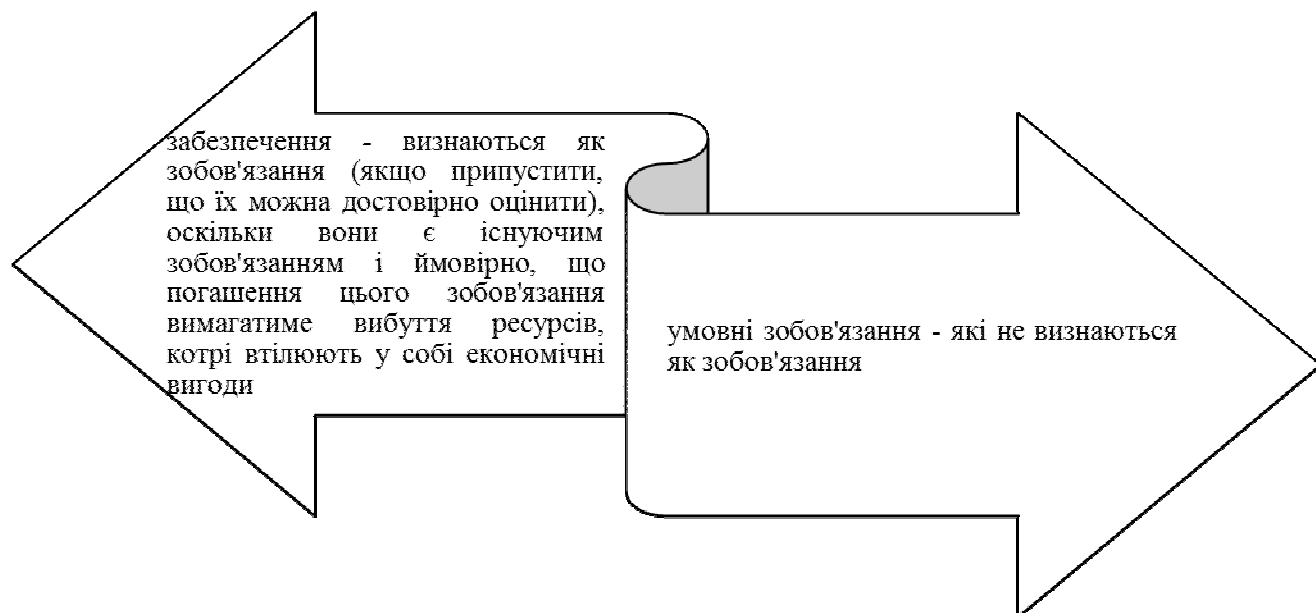 забезпечення - визнаються як
зобов'язання (якщо припустити,
що їх можна достовірно оцінити),
оскільки вони є існуючим
зобов'язанням і ймовірно, що
погашення цього зобов'язання
вимагатиме вибуття ресурсів,
котрі втілюють у собі економічні
вигоди
умовні зобов'язання - які не визнаються
як зобов'язання